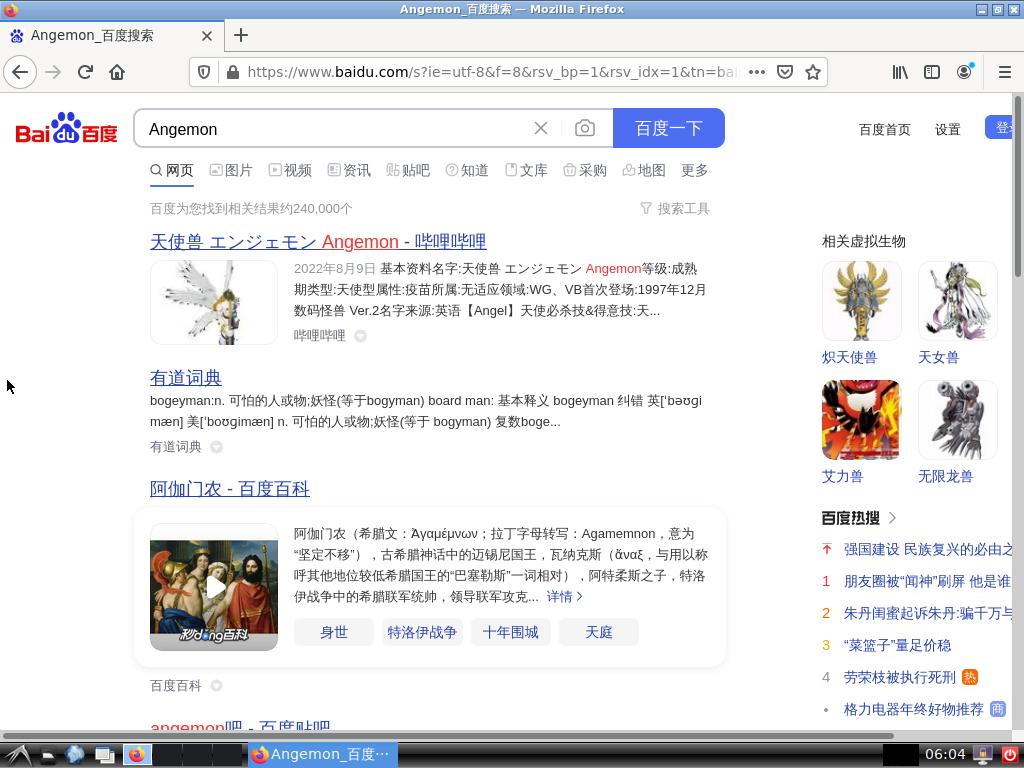 Angemon_百度搜索 — Mozilla Firefox
Angemon_百度搜索
https://www.baidu.com/s?ie=utf-8&f=8&rsv_bp=1&rsv_idx=1&tn=bai
Bai du 百度
Angemon
百度一下
百度首页
设置
登录
网页
图片
视频
资讯
贴吧
知道
文库
采购
地图
更多
百度为您找到相关结果约240,000个
搜索工具
天使兽 エンジェモン Angemon - 哔哩哔哩
2022年8月9日 基本资料名字:天使兽 エンジェモン Angemon等级:成熟
期类型:天使型属性:疫苗所属:无适应领域:WG、VB首次登场:1997年12月
数码怪兽 Ver.2名字来源:英语【Angel】天使必杀技&得意技:天...
哔哩哔哩
有道词典
bogeyman:n. 可怕的人或物;妖怪(等于bogyman) board man: 基本释义 bogeyman 纠错 英['bəʊgi
mæn] 美['boʊgimæn] n. 可怕的人或物;妖怪(等于 bogyman) 复数boge...
有道词典
阿伽门农 - 百度百科
阿伽门农（希腊文：Ἀγαμέμνων；拉丁字母转写：Agamemnon，意为
“坚定不移”），古希腊神话中的迈锡尼国王，瓦纳克斯（ἄναξ，与用以称
呼其他地位较低希腊国王的“巴塞勒斯”一词相对），阿特柔斯之子，特洛
伊战争中的希腊联军统帅，领导联军攻克... 详情
秒dong百科
身世
特洛伊战争
十年围城
天庭
百度百科
angemon吧 - 百度贴吧
相关虚拟生物
炽天使兽
天女兽
艾力兽
无限龙兽
百度热搜
强国建设 民族复兴的必由之
1 朋友圈被“闻神”刷屏 他是谁
2 朱丹闺蜜起诉朱丹:骗千万与
3 “菜篮子”量足价稳
4 劳荣枝被执行死刑 热
• 格力电器年终好物推荐 商
Angemon_百度…
06:04